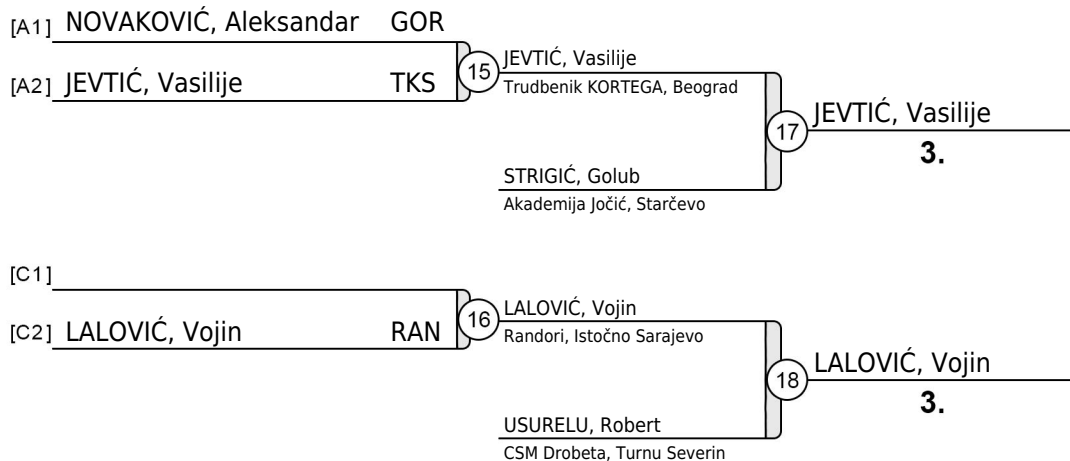 [A1] NOVAKOVIĆ, Aleksandar GOR
[A2] JEVTIĆ, Vasilije TKS
15
JEVTIĆ, Vasilije
Trudbenik KORTEGA, Beograd
17
JEVTIĆ, Vasilije
3.
STRIGIĆ, Golub
Akademija Jočić, Starčevo
[C1]
[C2] LALOVIĆ, Vojin RAN
16
LALOVIĆ, Vojin
Randori, Istočno Sarajevo
18
LALOVIĆ, Vojin
3.
USURELU, Robert
CSM Drobeta, Turnu Severin